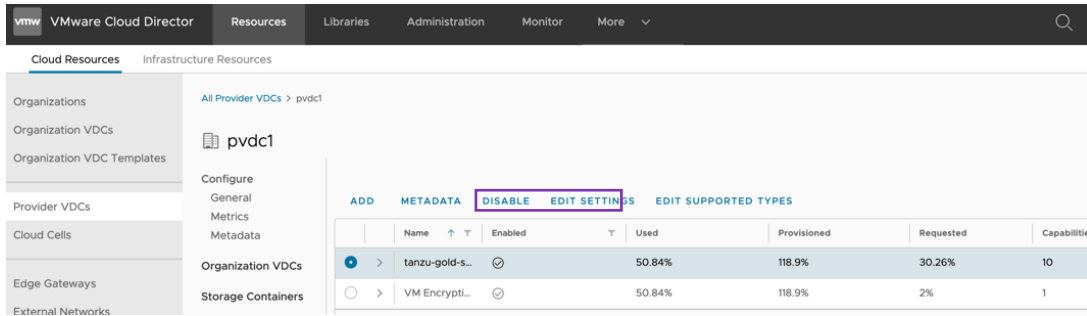 vmw VMware Cloud Director Resources Libraries Administration Monitor More
Cloud Resources Infrastructure Resources
Organizations
Organization VDCs
Organization VDC Templates
Provider VDCs
Cloud Cells
Edge Gateways
External Networks
All Provider VDCs > pvdc1
pvdc1
Configure
General
Metrics
Metadata
Organization VDCs
Storage Containers
ADD METADATA DISABLE EDIT SETTINGS EDIT SUPPORTED TYPES
Name Enabled Used Provisioned Requested Capabilitie
tanzu-gold-s... 50.84% 118.9% 30.26% 10
VM Encrypti... 50.84% 118.9% 2% 1